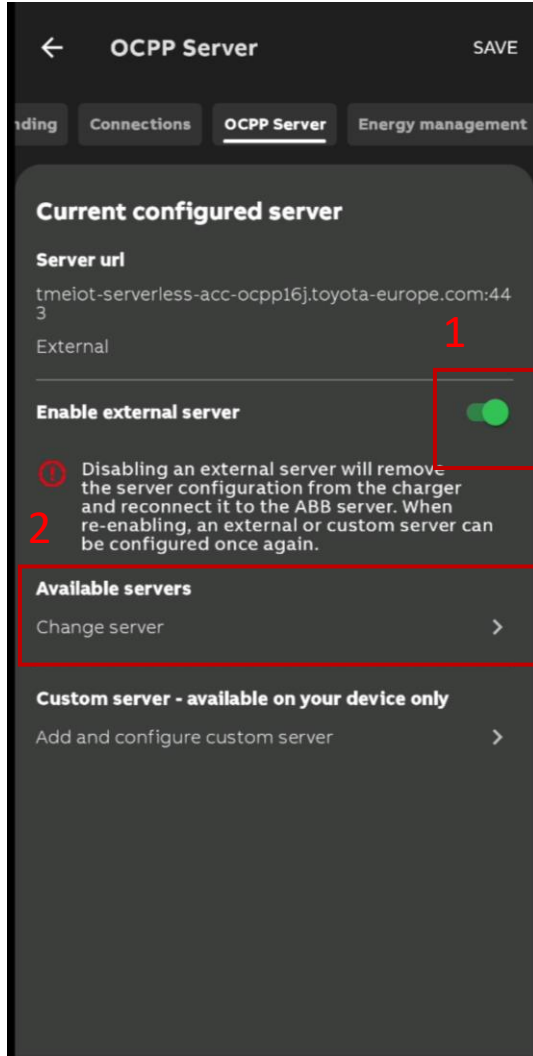 OCPP Server
SAVE
nding
Connections
OCPP Server
Energy management
Current configured server
Server url
tmeiot-serverless-acc-ocpp16j.toyota-europe.com:44
3
External
1
Enable external server
Disabling an external server will remove
the server configuration from the charger
and reconnect it to the ABB server. When
re-enabling, an external or custom server can
be configured once again.
2
Available servers
Change server
Custom server - available on your device only
Add and configure custom server